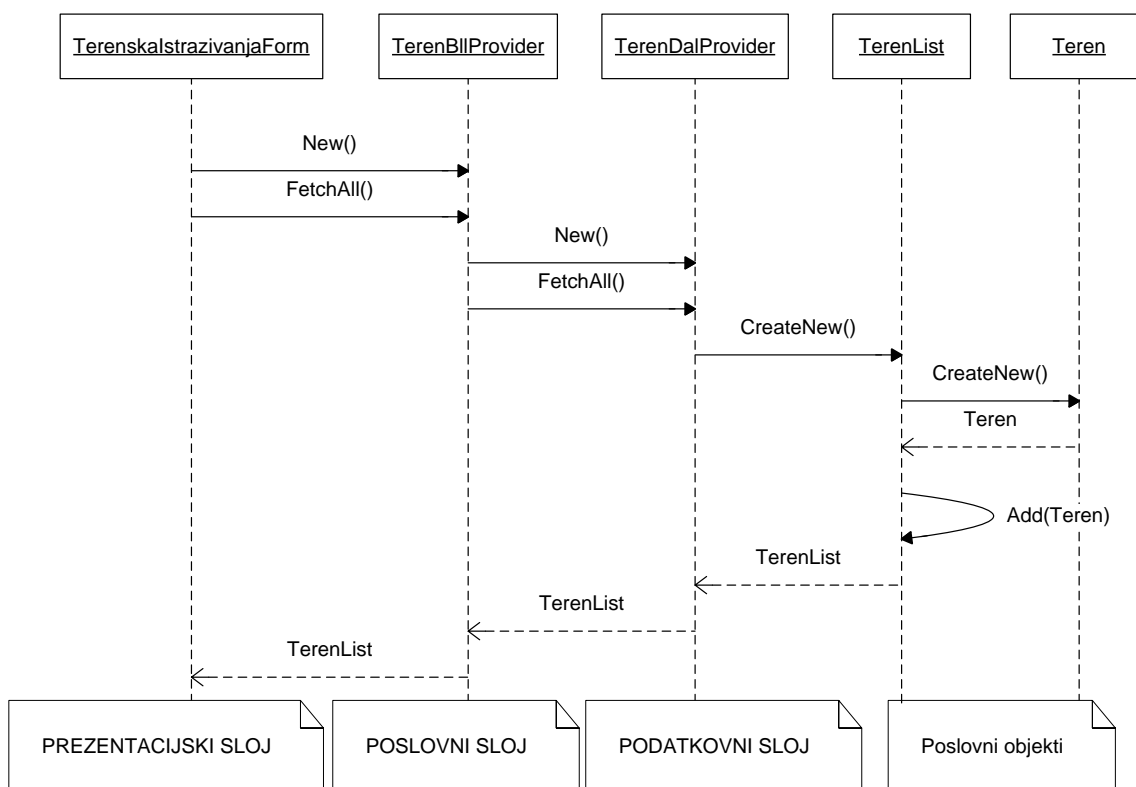 TerenskaIstrazivanjaForm
TerenBllProvider
TerenDalProvider
TerenList
Teren
New()
FetchAll()
New()
FetchAll()
CreateNew()
CreateNew()
Teren
Add(Teren)
TerenList
TerenList
TerenList
PREZENTACIJSKI SLOJ
POSLOVNI SLOJ
PODATKOVNI SLOJ
Poslovni objekti